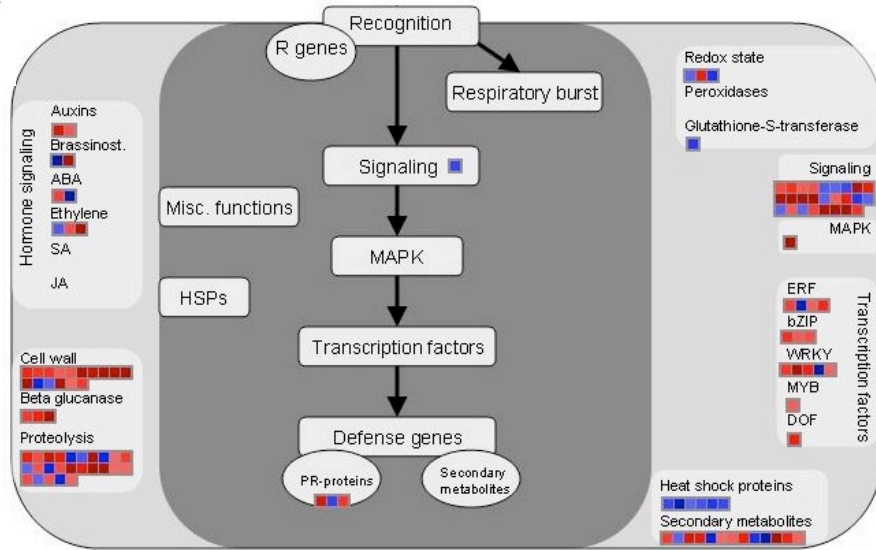 Recognition
R genes
Respiratory burst
Signaling
Misc. functions
MAPK
HSPs
Transcription factors
Defense genes
PR-proteins
Secondary
metabolites
Hormone signaling
Auxins
Brassinost.
ABA
Ethylene
SA
JA
Cell wall
Beta glucanase
Proteolysis
Redox state
Peroxidases
Glutathione-S-transferase
Signaling
MAPK
ERF
bZIP
WRKY
MYB
DOF
Transcription factors
Heat shock proteins
Secondary metabolites